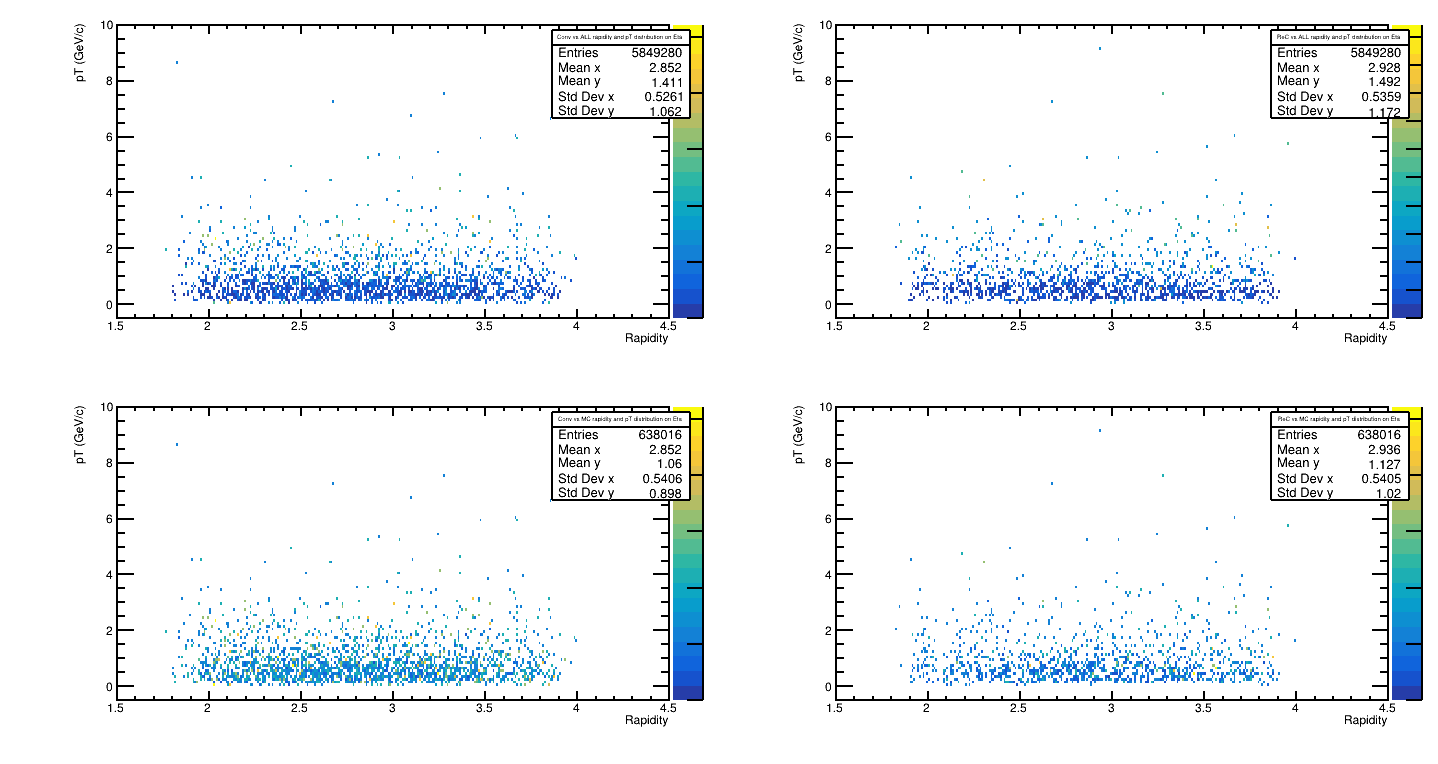 pT (GeV/c)
10
8
6
4
2
0
1.5 2 2.5 3 3.5 4 4.5
Rapidity
Conv vs ALL rapidity and pT distribution on Eta
Entries 5849280
Mean x 2.852
Mean y 1.411
Std Dev x 0.5261
Std Dev y 1.062
pT (GeV/c)
10
8
6
4
2
0
1.5 2 2.5 3 3.5 4 4.5
Rapidity
ReC vs ALL rapidity and pT distribution on Eta
Entries 5849280
Mean x 2.928
Mean y 1.492
Std Dev x 0.5359
Std Dev y 1.172
pT (GeV/c)
10
8
6
4
2
0
1.5 2 2.5 3 3.5 4 4.5
Rapidity
Conv vs MC rapidity and pT distribution on Eta
Entries 638016
Mean x 2.852
Mean y 1.06
Std Dev x 0.5406
Std Dev y 0.898
pT (GeV/c)
10
8
6
4
2
0
1.5 2 2.5 3 3.5 4 4.5
Rapidity
ReC vs MC rapidity and pT distribution on Eta
Entries 638016
Mean x 2.936
Mean y 1.127
Std Dev x 0.5405
Std Dev y 1.02